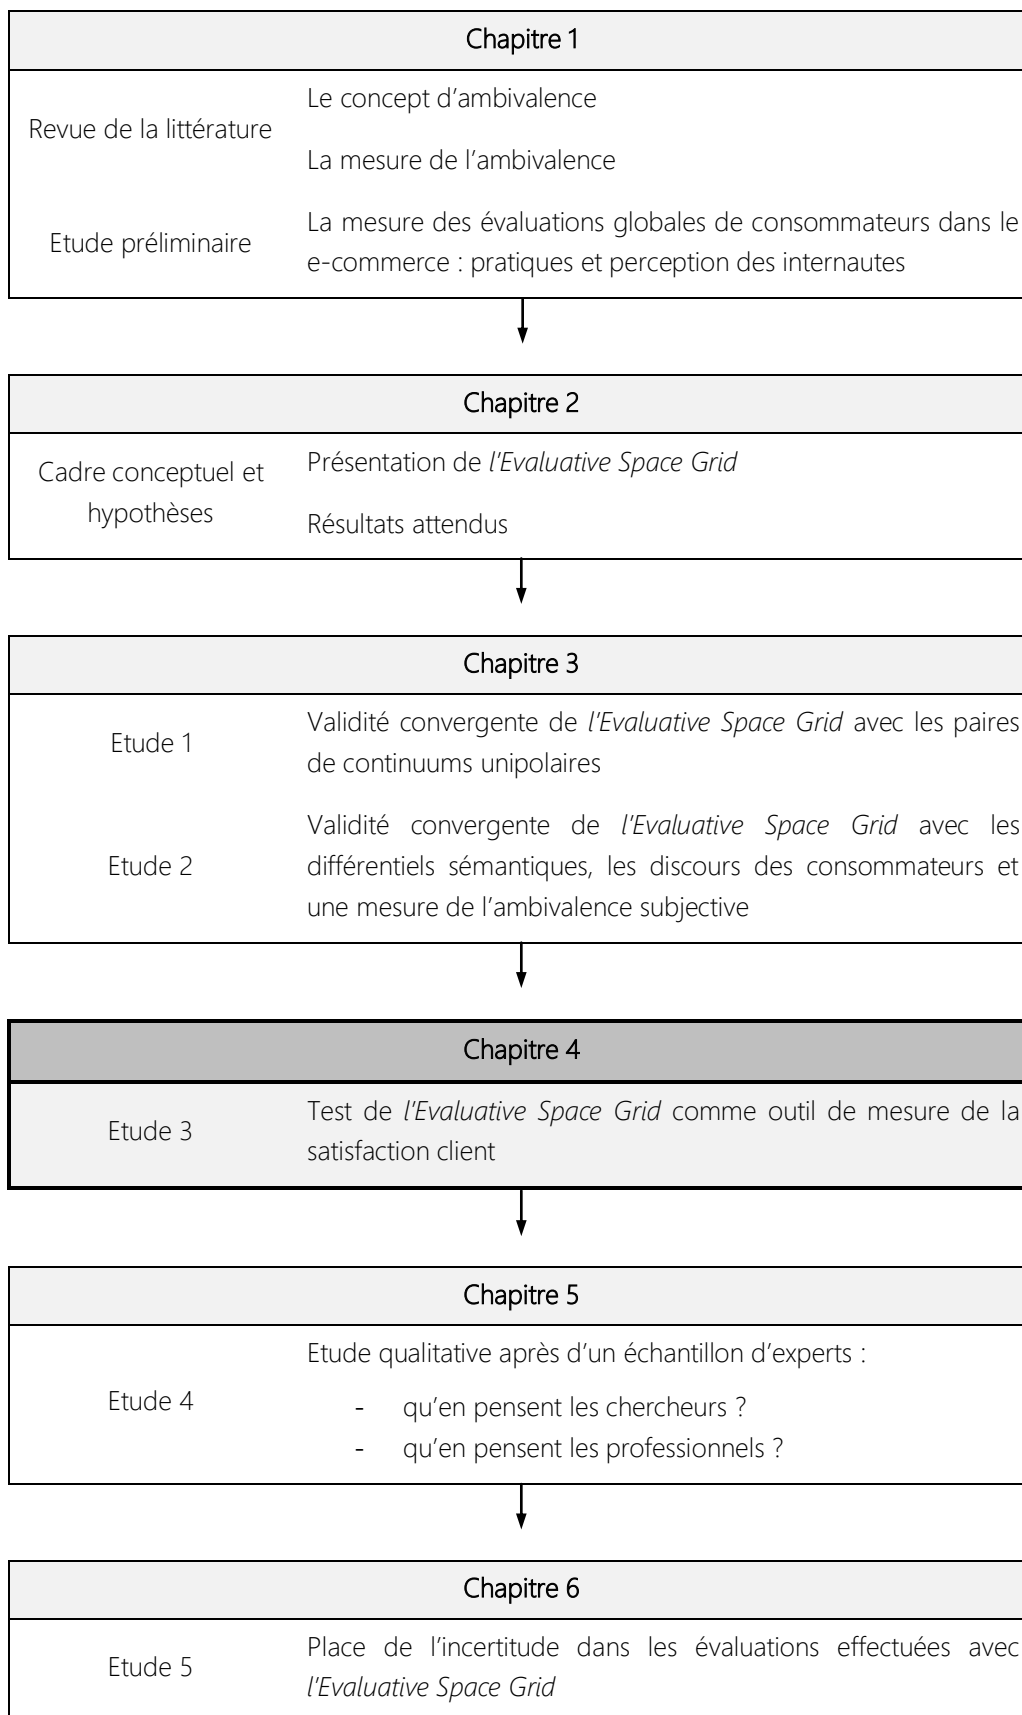 Chapitre 1
Revue de la littérature
Le concept d'ambivalence
La mesure de l'ambivalence
Etude préliminaire
La mesure des évaluations globales de consommateurs dans le
e-commerce : pratiques et perception des internautes
Chapitre 2
Cadre conceptuel et
hypothèses
Présentation de l'Evaluative Space Grid
Résultats attendus
Chapitre 3
Etude 1
Validité convergente de l'Evaluative Space Grid avec les paires
de continuums unipolaires
Etude 2
Validité convergente de l'Evaluative Space Grid avec les
différentiels sémantiques, les discours des consommateurs et
une mesure de l'ambivalence subjective
Chapitre 4
Etude 3
Test de l'Evaluative Space Grid comme outil de mesure de la
satisfaction client
Chapitre 5
Etude 4
Etude qualitative après d'un échantillon d'experts :
- qu'en pensent les chercheurs ?
- qu'en pensent les professionnels ?
Chapitre 6
Etude 5
Place de l'incertitude dans les évaluations effectuées avec
l'Evaluative Space Grid